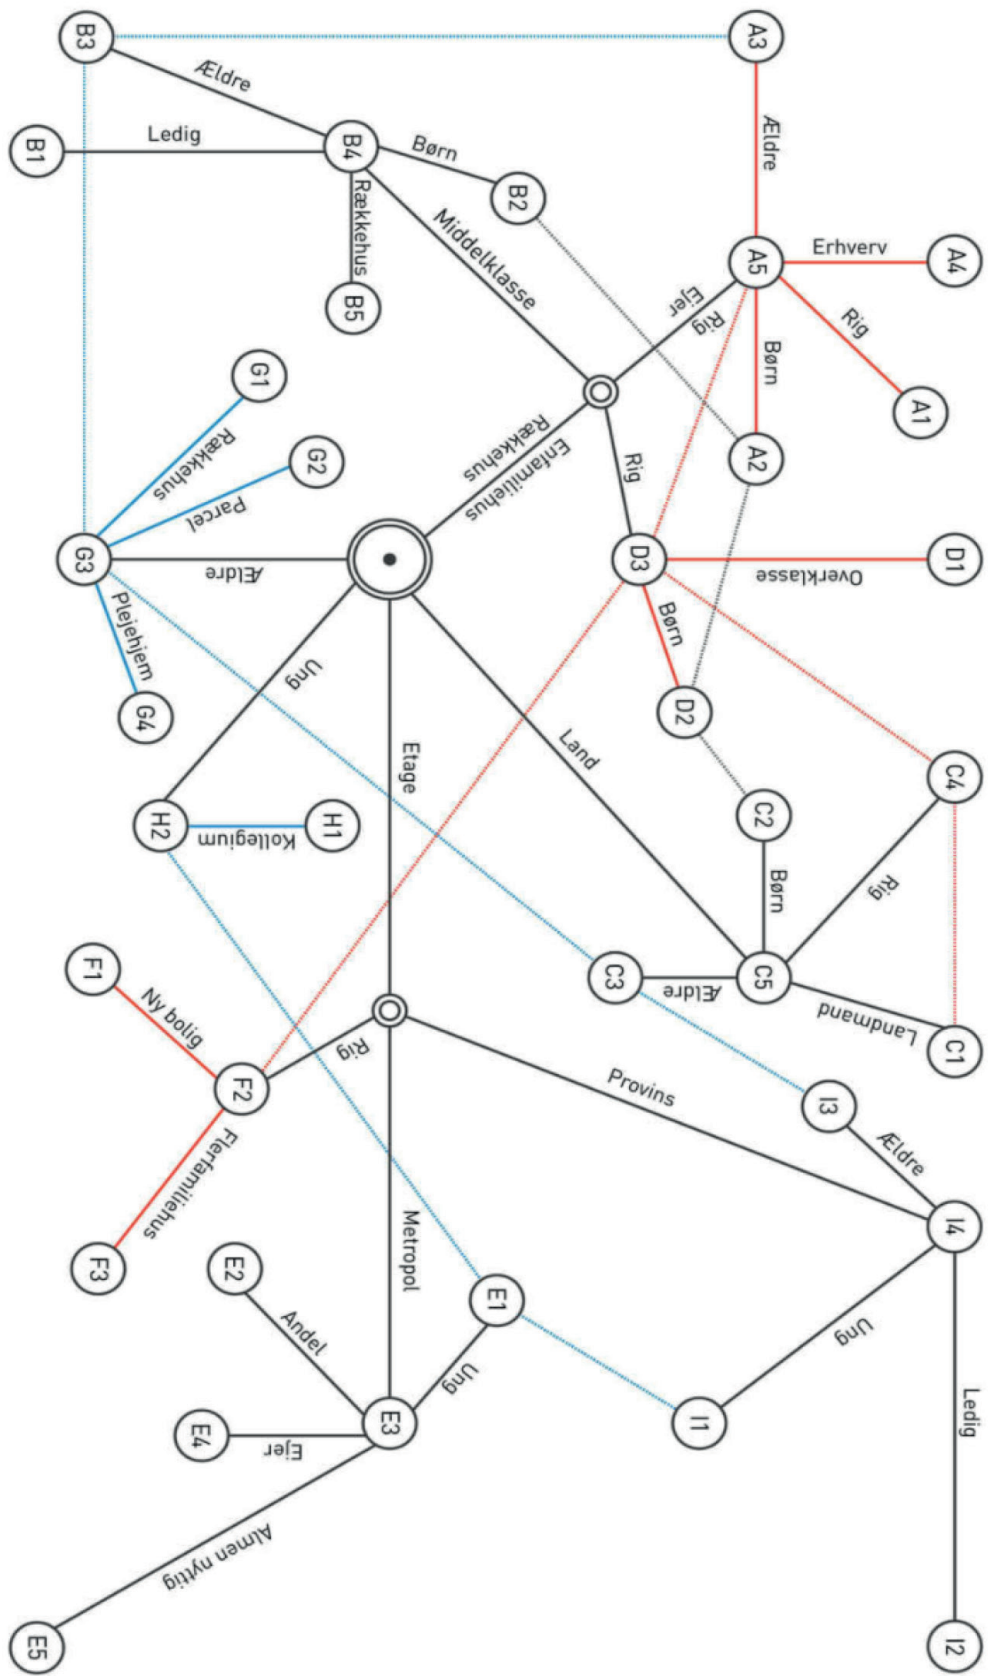 B3
A3
Ældre
Ældre
B1
Ledig
B4
Børn
B2
Rækkehus
B5
Middelklasse
Ejer
Rig
A5
Erhverv
A4
Rig
A1
Børn
A2
G1
Rækkehus
G2
Parcel
G3
Ældre
Plejehjem
G4
Rækkehus
Enfamiliehus
Rig
D3
Overklasse
D1
Børn
D2
Ung
Etage
Land
H2
Kollegium
H1
C4
C2
Børn
Rig
C3
Ældre
C5
Landmand
C1
F1
Ny bolig
F2
Rig
Flerfamiliehus
F3
Provins
I3
Ældre
I4
Metropol
E2
Andel
E1
Ung
E3
E4
Ejer
Almen nyttig
E5
Ung
I1
Ledig
I2